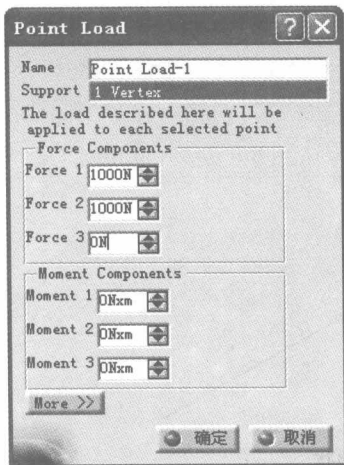 Point Load
Name Point Load-1
Support 1 Vertex
The load described here will be
applied to each selected point
Force Components
Force 1 1000N
Force 2 1000N
Force 3 0N
Moment Components
Moment 1 0Nxm
Moment 2 0Nxm
Moment 3 0Nxm
More >>
确定 取消